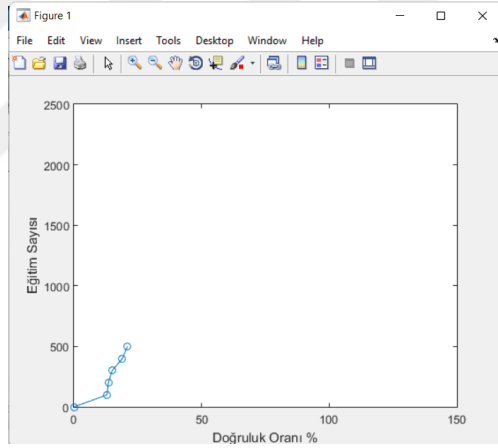 Figure 1
File Edit View Insert Tools Desktop Window Help
2500
2000
1500
1000
500
0
Eğitim Sayısı
0 50 100 150
Doğruluk Oranı %